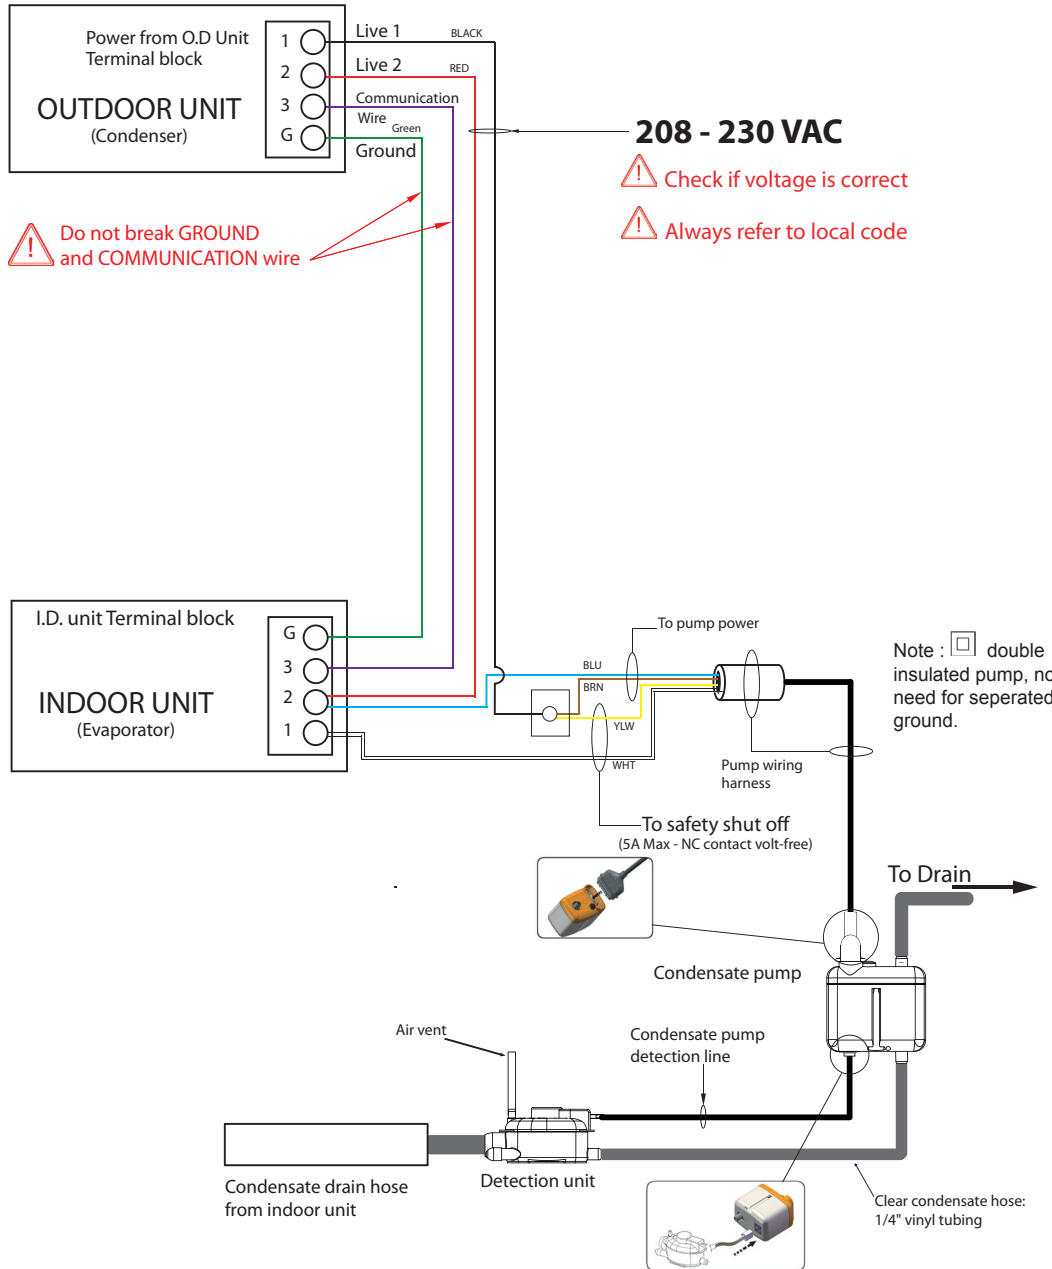 Power from O.D Unit
Terminal block
OUTDOOR UNIT
(Condenser)
1
2
3
G
Live 1
BLACK
Live 2
RED
Communication
Wire
Green
Ground
208 - 230 VAC
! Check if voltage is correct
! Always refer to local code
! Do not break GROUND
and COMMUNICATION wire
I.D. unit Terminal block
INDOOR UNIT
(Evaporator)
G
3
2
1
To pump power
BLU
BRN
YLW
WHT
Pump wiring
harness
Note : double
insulated pump, no
need for seperated
ground.
To safety shut off
(5A Max - NC contact volt-free)
To Drain
Condensate pump
Air vent
Condensate pump
detection line
Condensate drain hose
from indoor unit
Detection unit
Clear condensate hose:
1/4" vinyl tubing